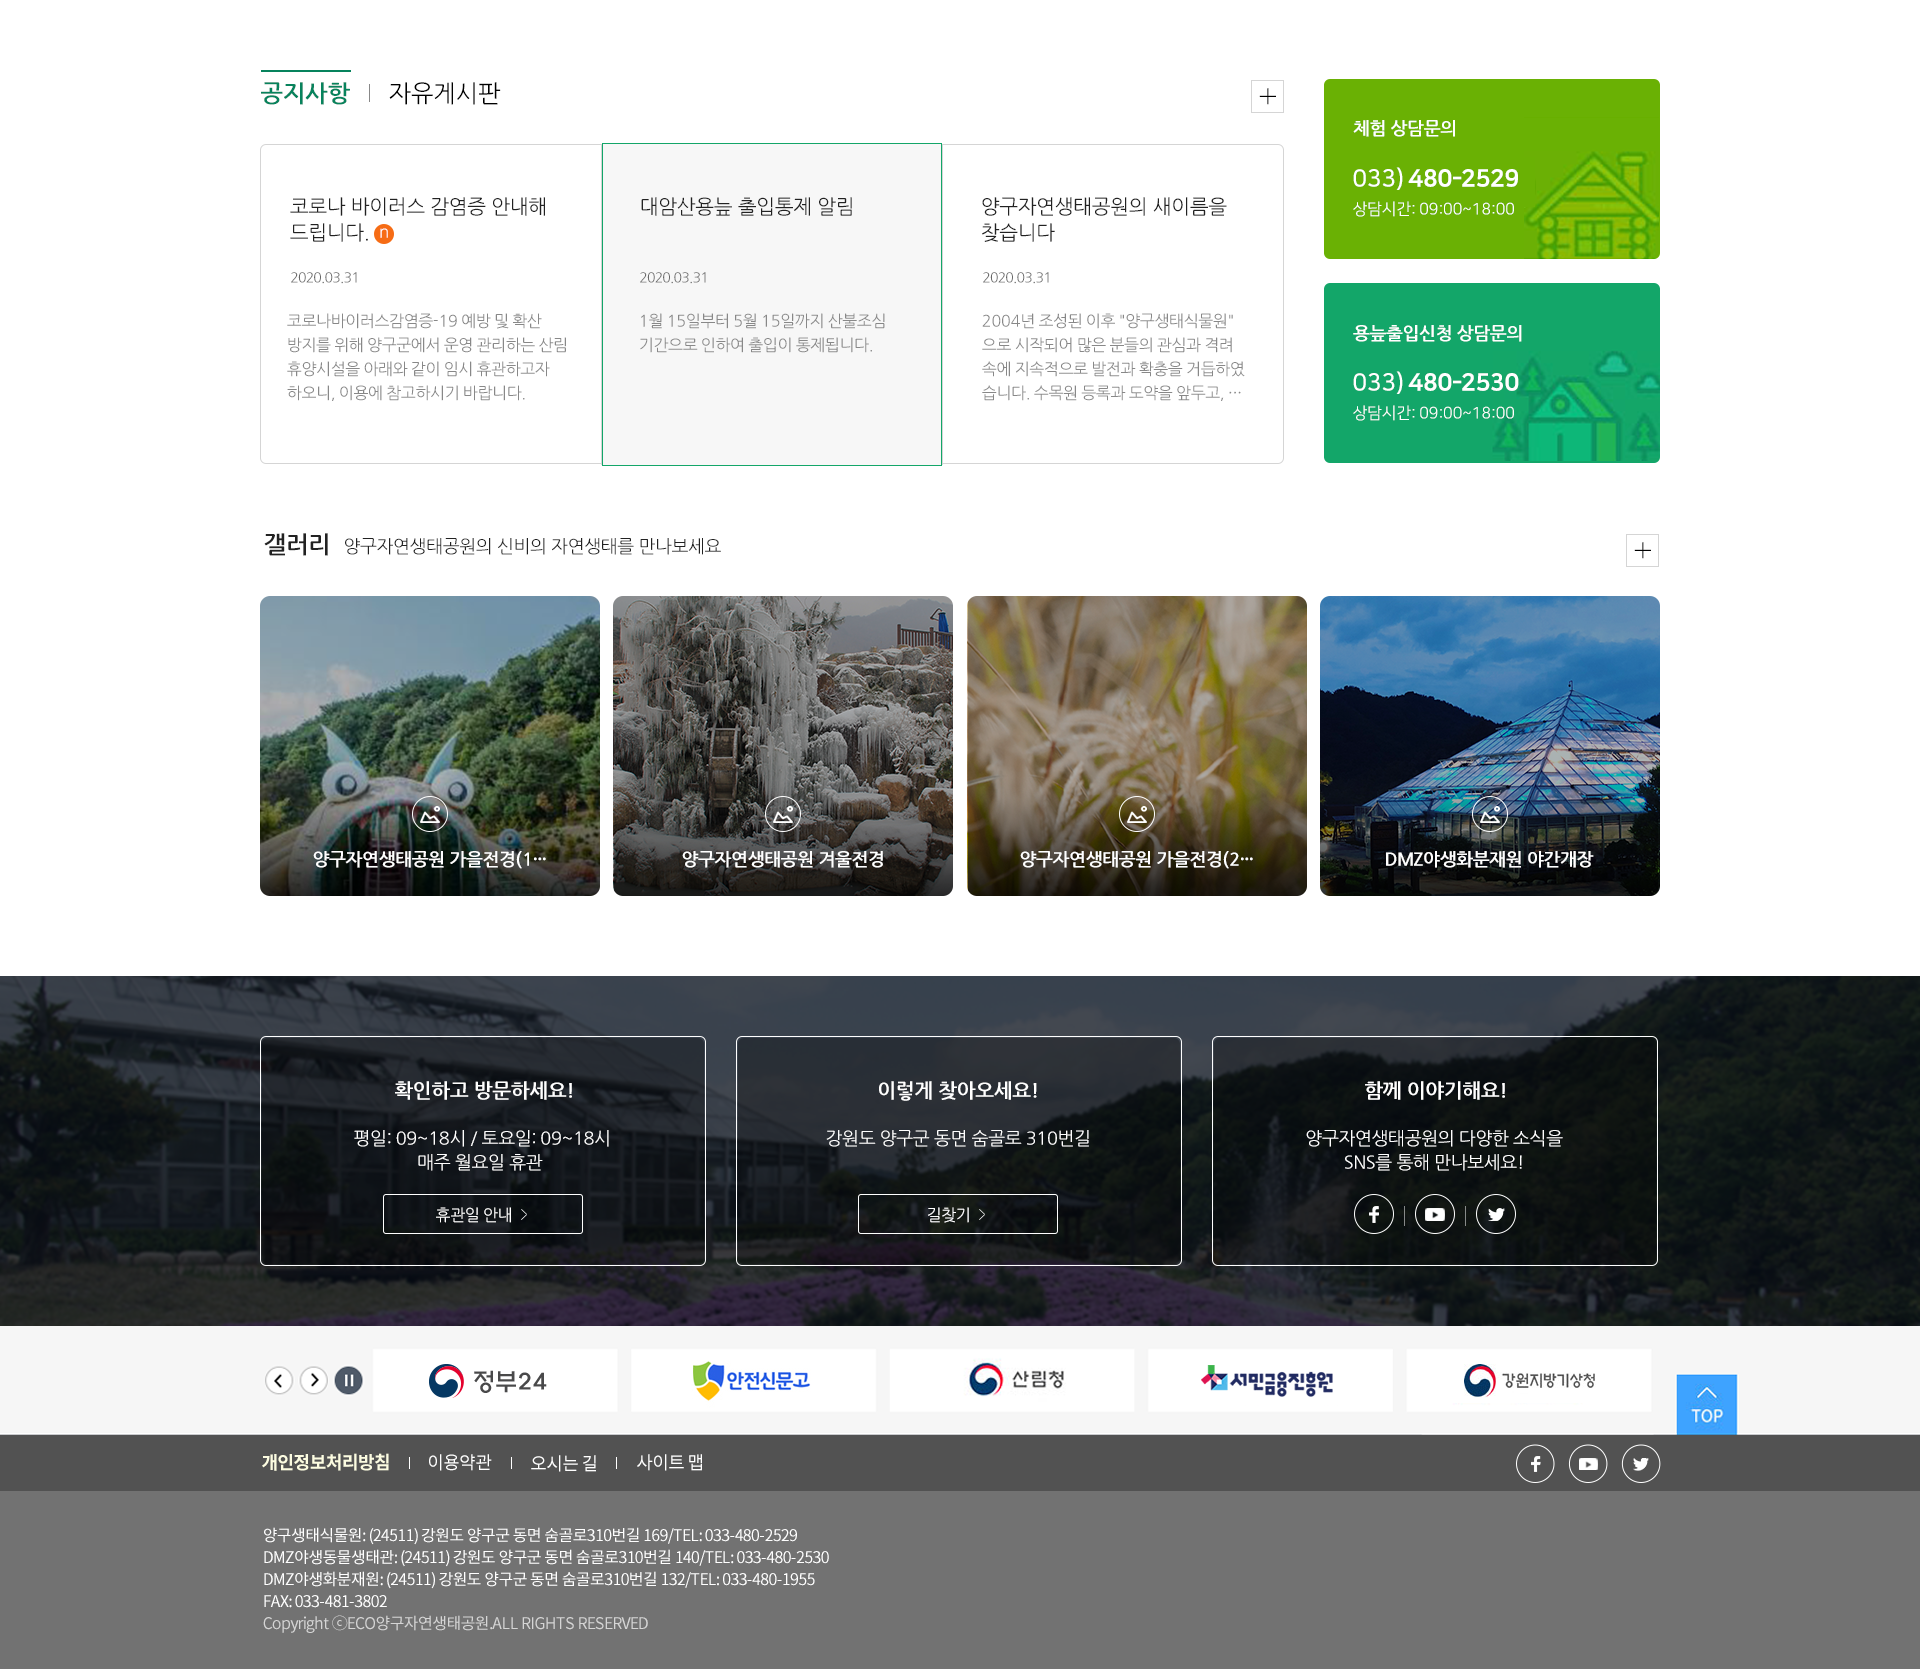 공지사항
자유게시판
코로나 바이러스 감염증 안내해
드립니다. n
2020.03.31
코로나바이러스감염증-19 예방 및 확산
방지를 위해 양구군에서 운영 관리하는 산림
휴양시설을 아래와 같이 임시 휴관하고자
하오니, 이용에 참고하시기 바랍니다.
대암산용늪 출입통제 알림
2020.03.31
1월 15일부터 5월 15일까지 산불조심
기간으로 인하여 출입이 통제됩니다.
양구자연생태공원의 새이름을
찾습니다
2020.03.31
2004년 조성된 이후 "양구생태식물원"
으로 시작되어 많은 분들의 관심과 격려
속에 지속적으로 발전과 확충을 거듭하였
습니다. 수목원 등록과 도약을 앞두고, ···
체험 상담문의
033) 480-2529
상담시간: 09:00~18:00
용늪출입신청 상담문의
033) 480-2530
상담시간: 09:00~18:00
갤러리 양구자연생태공원의 신비의 자연생태를 만나보세요
양구자연생태공원 가을전경(1···
양구자연생태공원 겨울전경
양구자연생태공원 가을전경(2···
DMZ야생화분재원 야간개장
확인하고 방문하세요!
평일: 09~18시 / 토요일: 09~18시
매주 월요일 휴관
휴관일 안내 >
이렇게 찾아오세요!
강원도 양구군 동면 숨골로 310번길
길찾기 >
함께 이야기해요!
양구자연생태공원의 다양한 소식을
SNS를 통해 만나보세요!
정부24
안전신문고
산림청
서민금융진흥원
강원지방기상청
TOP
개인정보처리방침
이용약관
오시는 길
사이트 맵
양구생태식물원: (24511) 강원도 양구군 동면 숨골로310번길 169/TEL: 033-480-2529
DMZ야생동물생태관: (24511) 강원도 양구군 동면 숨골로310번길 140/TEL: 033-480-2530
DMZ야생화분재원: (24511) 강원도 양구군 동면 숨골로310번길 132/TEL: 033-480-1955
FAX: 033-481-3802
Copyright ⓒECO양구자연생태공원.ALL RIGHTS RESERVED